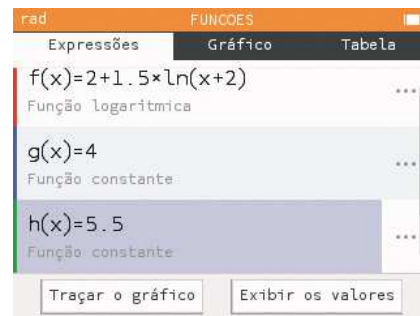 rad FUNCOES
Expressões Gráfico Tabela
f(x)=2+1.5×ln(x+2)
Função logarítmica
g(x)=4
Função constante
h(x)=5.5
Função constante
Traçar o gráfico Exibir os valores